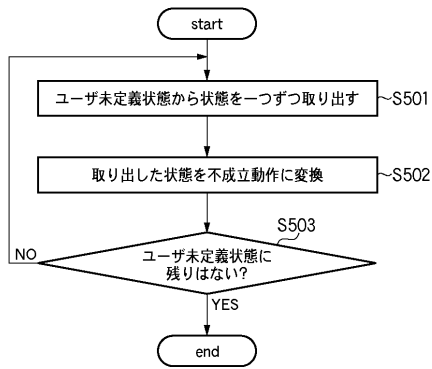 start
ユーザ未定義状態から状態を一つずつ取り出す
S501
取り出した状態を不成立動作に変換
S502
S503
ユーザ未定義状態に
残りはない?
NO
YES
end